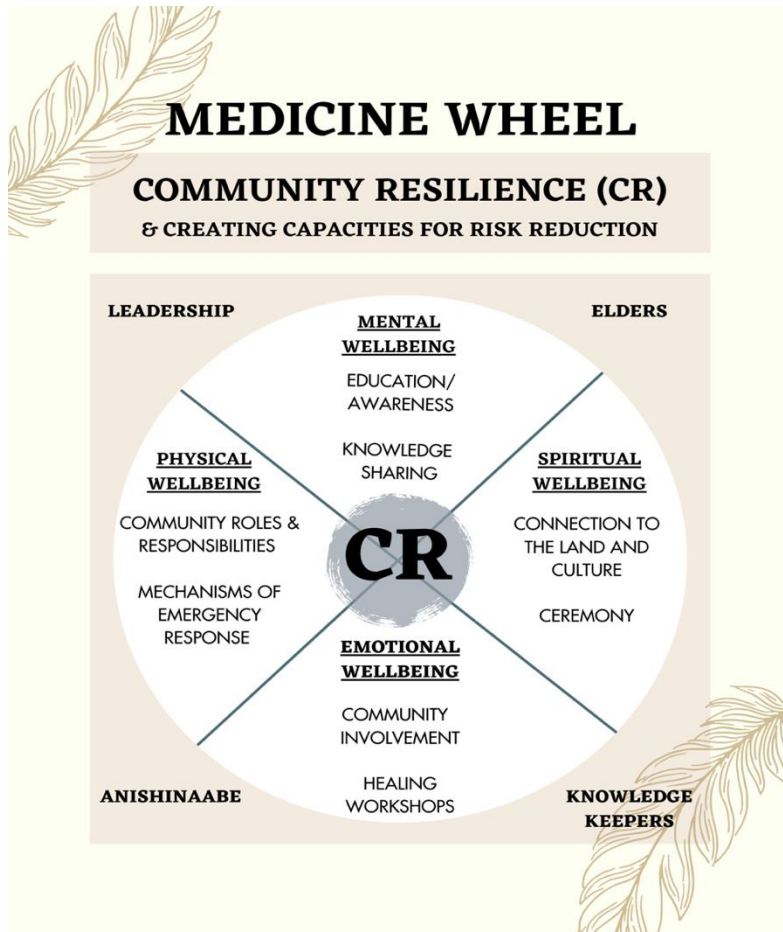 MEDICINE WHEEL
COMMUNITY RESILIENCE (CR)
& CREATING CAPACITIES FOR RISK REDUCTION
LEADERSHIP
ELDERS
MENTAL
WELLBEING
EDUCATION/
AWARENESS
KNOWLEDGE
SHARING
PHYSICAL
WELLBEING
COMMUNITY ROLES &
RESPONSIBILITIES
MECHANISMS OF
EMERGENCY
RESPONSE
CR
SPIRITUAL
WELLBEING
CONNECTION TO
THE LAND AND
CULTURE
CEREMONY
EMOTIONAL
WELLBEING
COMMUNITY
INVOLVEMENT
HEALING
WORKSHOPS
ANISHINAABE
KNOWLEDGE
KEEPERS